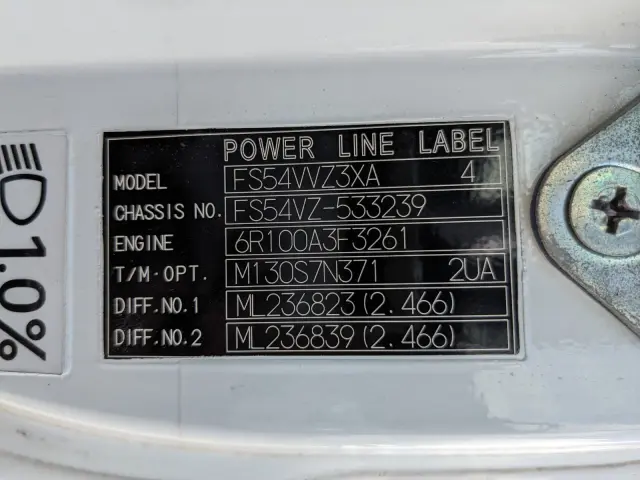 POWER LINE LABEL
MODEL FS54VVZ3XA 4
CHASSIS NO. FS54VZ-533239
ENGINE 6R100A3F3261
T/M·OPT. M130S7N371 2UA
DIFF.NO.1 ML236823(2.466)
DIFF.NO.2 ML236839(2.466)
1.0%